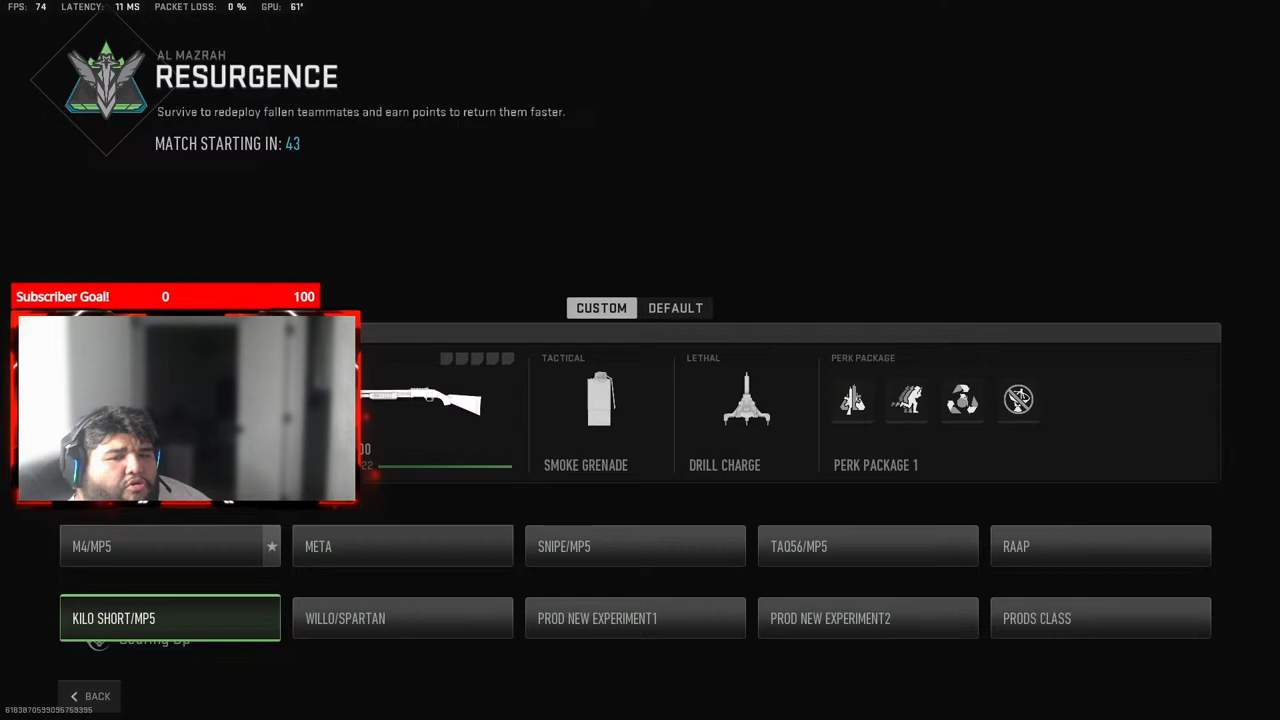 FPS: 74 LATENCY: 11 MS PACKET LOSS: 0 % GPU: 61°
AL MAZRAH
RESURGENCE
Survive to redeploy fallen teammates and earn points to return them faster.
MATCH STARTING IN: 43
Subscriber Goal! 0 100
CUSTOM DEFAULT
TACTICAL LETHAL PERK PACKAGE
00
22
SMOKE GRENADE DRILL CHARGE PERK PACKAGE 1
M4/MP5 META SNIPE/MP5 TAQ56/MP5 RAAP
KILO SHORT/MP5 WILLO/SPARTAN PROD NEW EXPERIMENT1 PROD NEW EXPERIMENT2 PRODS CLASS
BACK
6183870599095759395